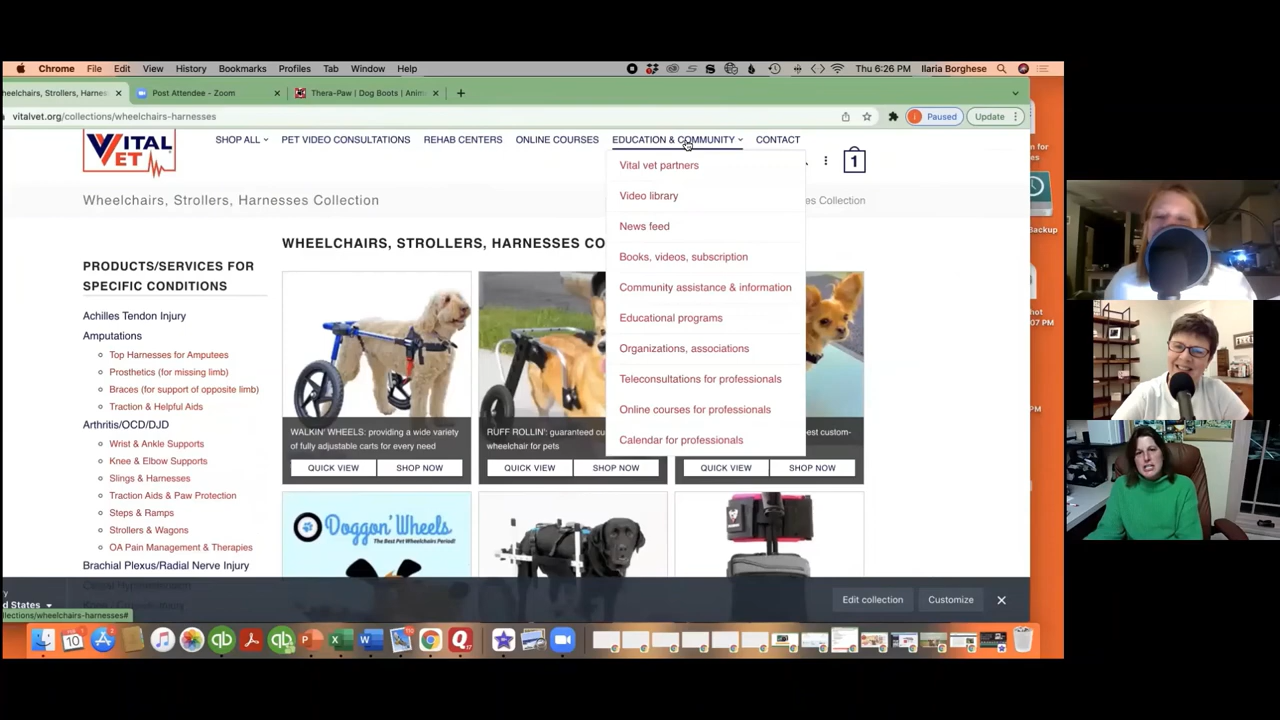 Chrome File Edit View History Bookmarks Profiles Tab Window Help
Thu 6:26 PM Ilaria Borghese
heelchairs, Strollers, Harnes
Post Attendee - Zoom
Thera-Paw | Dog Boots | Anim
vitalvet.org/collections/wheelchairs-harnesses
Paused
Update
VITAL
VET
SHOP ALL
PET VIDEO CONSULTATIONS
REHAB CENTERS
ONLINE COURSES
EDUCATION & COMMUNITY
CONTACT
1
Vital vet partners
Video library
News feed
Books, videos, subscription
Community assistance & information
Educational programs
Organizations, associations
Teleconsultations for professionals
Online courses for professionals
Calendar for professionals
Wheelchairs, Strollers, Harnesses Collection
es Collection
WHEELCHAIRS, STROLLERS, HARNESSES CO
PRODUCTS/SERVICES FOR
SPECIFIC CONDITIONS
Achilles Tendon Injury
Amputations
Top Harnesses for Amputees
Prosthetics (for missing limb)
Braces (for support of opposite limb)
Traction & Helpful Aids
Arthritis/OCD/DJD
Wrist & Ankle Supports
Knee & Elbow Supports
Slings & Harnesses
Traction Aids & Paw Protection
Steps & Ramps
Strollers & Wagons
OA Pain Management & Therapies
Brachial Plexus/Radial Nerve Injury
WALKIN' WHEELS: providing a wide variety
of fully adjustable carts for every need
QUICK VIEW
SHOP NOW
RUFF ROLLIN': guaranteed cu
wheelchair for pets
QUICK VIEW
SHOP NOW
est custom-
QUICK VIEW
SHOP NOW
Doggon' Wheels
The Best Pet Wheelchairs Period!
d States
Edit collection
Customize
llections/wheelchairs-harnesses#
Backup
hot
07 PM